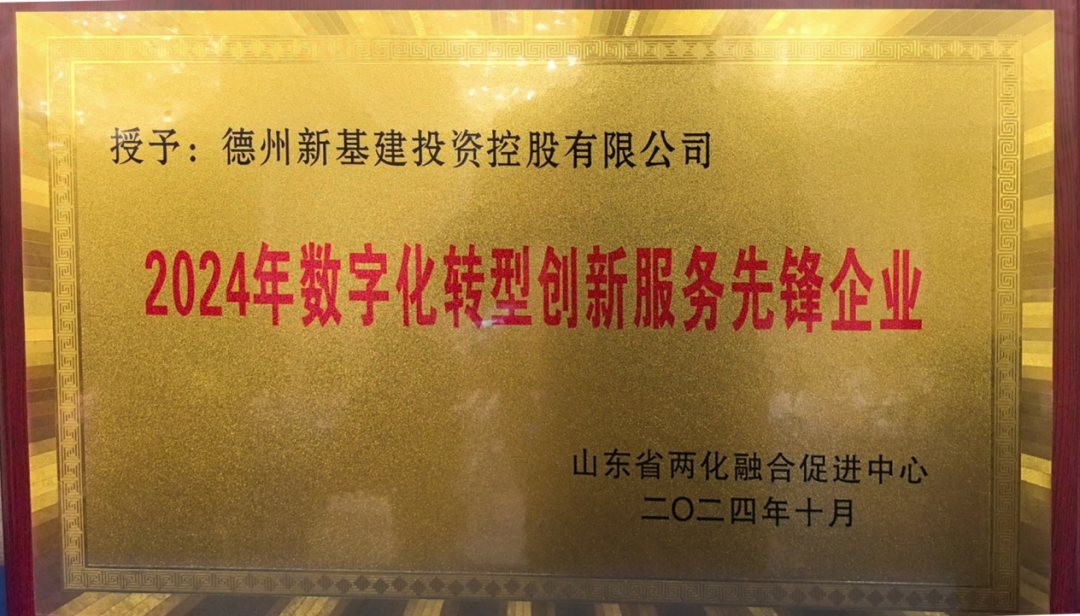 授予：德州新基建投资控股有限公司
2024年数字化转型创新服务先锋企业
山东省两化融合促进中心
二〇二四年十月